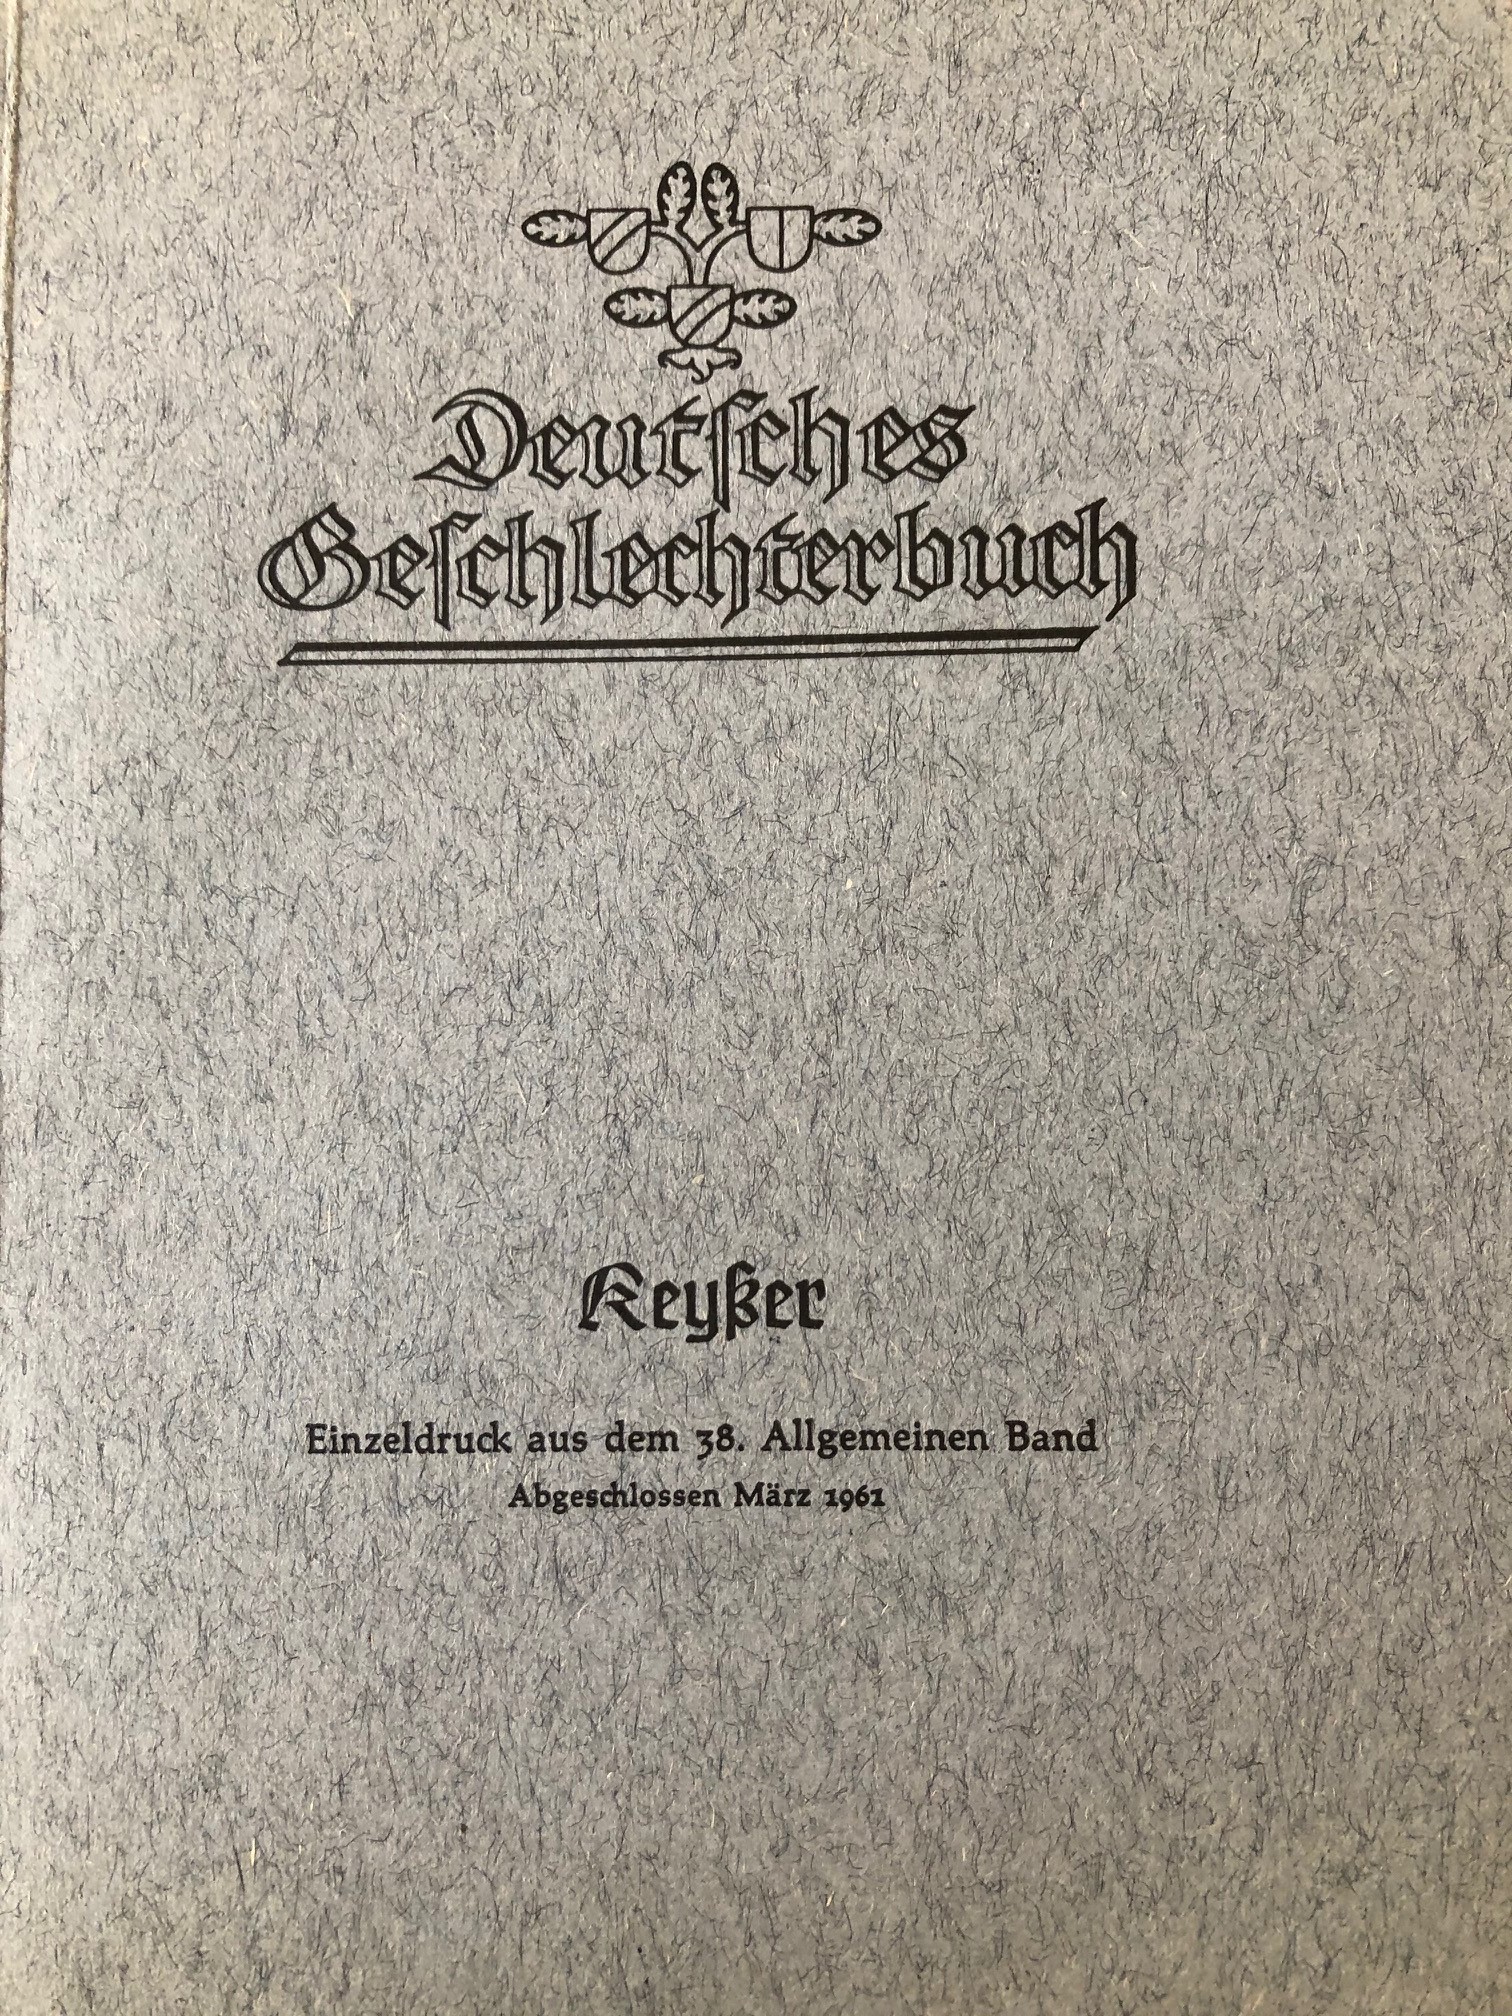 Deutſches
Geſchlechterbuch
Keyßer
Einzeldruck aus dem 38. Allgemeinen Band
Abgeschlossen März 1961